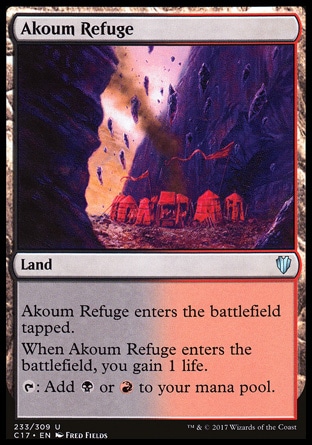 Akoum Refuge
Land
Akoum Refuge enters the battlefield
tapped.
When Akoum Refuge enters the
battlefield, you gain 1 life.
: Add or to your mana pool.
233/309 U
C17 • EN FRED FIELDS
™ & © 2017 Wizards of the Coast